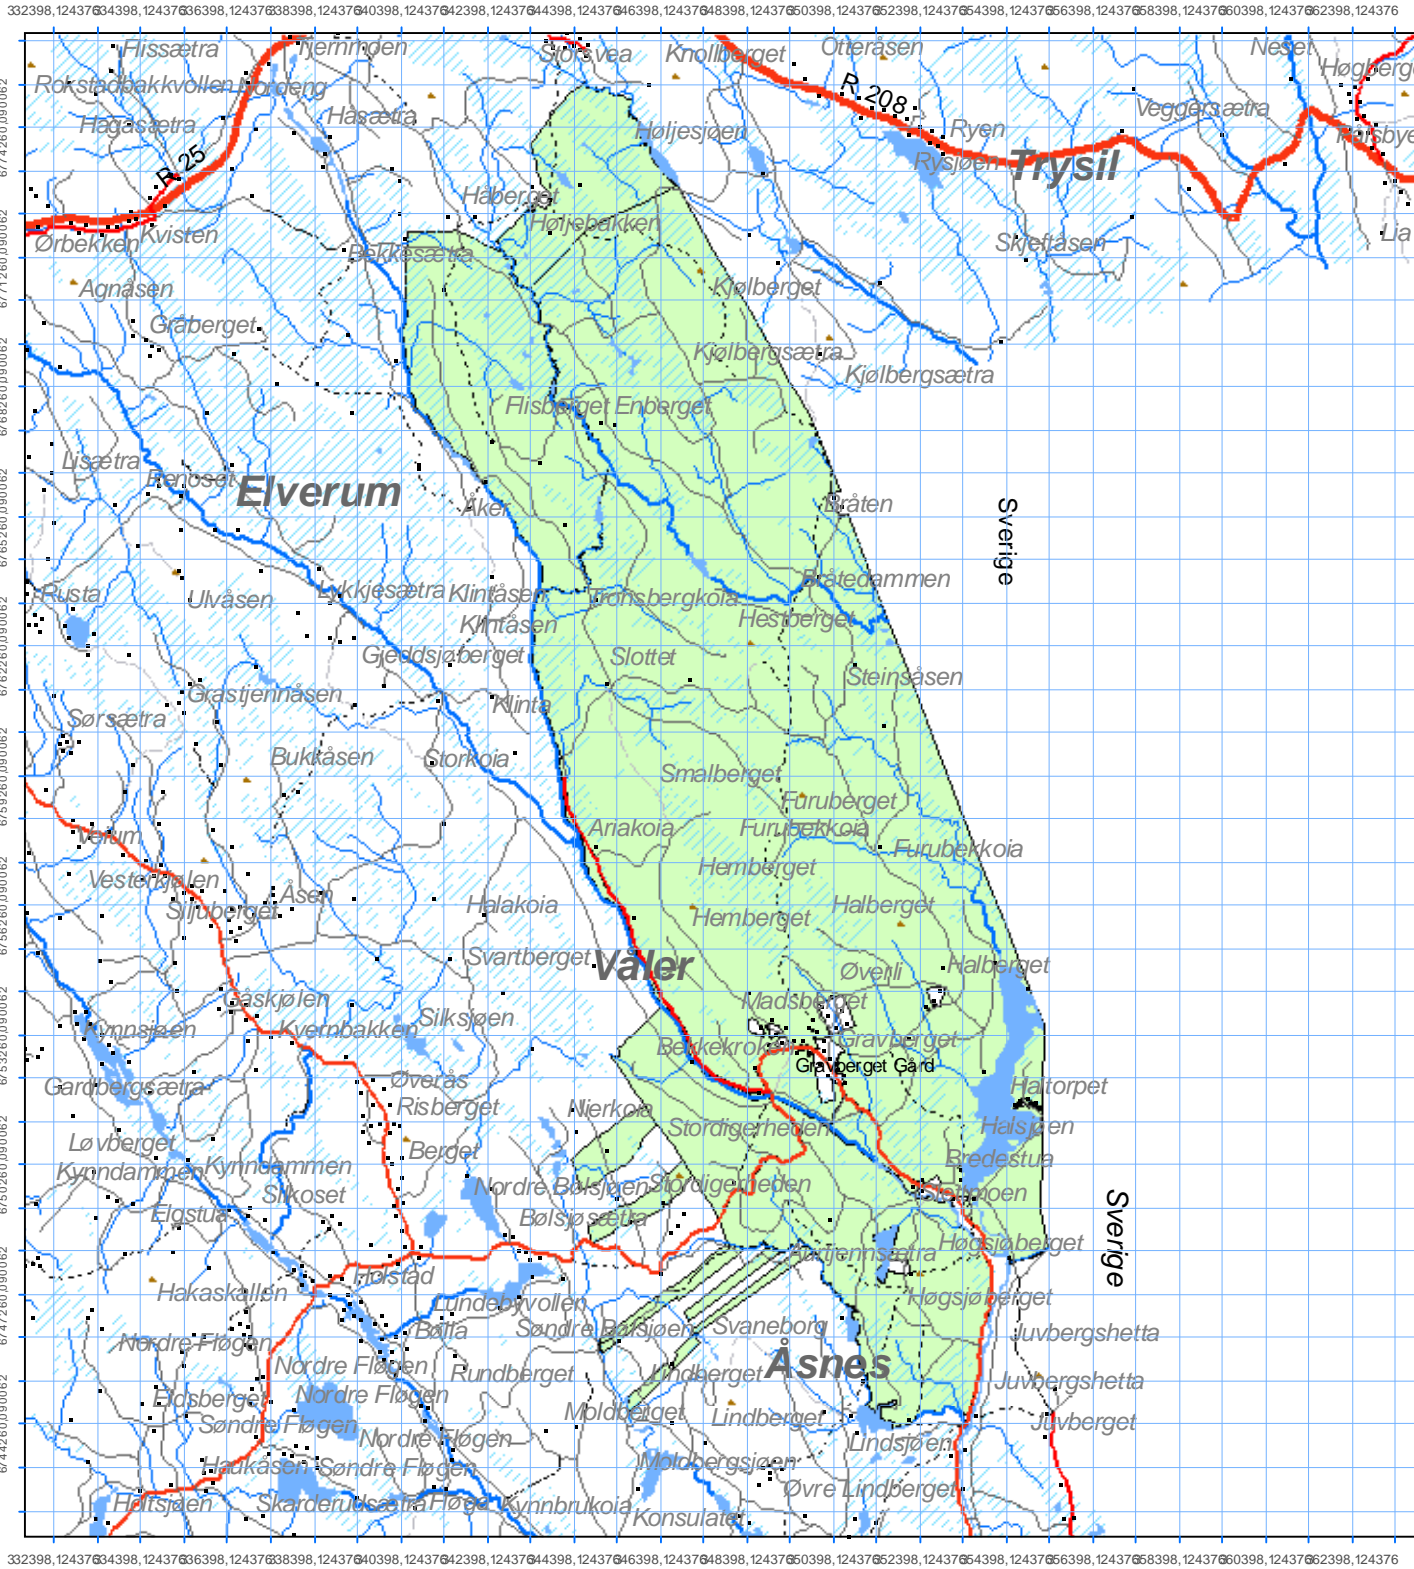 332398,124376 334398,124376 336398,124376 338398,124376 340398,124376 342398,124376 344398,124376 346398,124376 348398,124376 350398,124376 352398,124376 354398,124376 356398,124376 358398,124376 360398,124376 362398,124376
Flissætra
Storsvea
Knollberget
Otteråsen
Neset
Rokstadbakkvollen
Nordeng
R. 208
Hagasætra
Håsætra
Høljesjøen
Ryen
Veggersætra
Rysjøen
Trysil
R. 25
Håberget
Høljebakken
Ørbekken
Kvisten
Bekkesætra
Skjeftåsen
Lia
Agnåsen
Kjølberget
Gråberget
Kjølbergsætra
Kjølbergsætra
Flisberget
Enberget
Lisætra
Elverum
Åker
Bråten
Sverige
Rusta
Ulvåsen
Lykkjesætra
Klintåsen
Tronsbergkoia
Bråtedammen
Klintåsen
Hestberget
Gjeddsjøberget
Slottet
Steinsåsen
Grastjennåsen
Klinta
Sørsætra
Bukkåsen
Storkoia
Smalberget
Furuberget
Velum
Ariakoia
Furubekkoia
Furubekkoia
Vesterkjølen
Åsen
Hemberget
Siljuberget
Halakoia
Hemberget
Halberget
Svartberget
Våler
Øverli
Halberget
Gåskjølen
Madsberget
Kynnsjøen
Kvernbakken
Silksjøen
Bekkekroken
Gravberget
Gravberget Gård
Gardbergsætra
Øverås
Haltorpet
Risberget
Nierkoia
Løvberget
Berget
Stordigerheden
Halsjøen
Kynndammen
Kynndammen
Bredestua
Silkoset
Nordre Bølsjøen
Stordigerheden
Slottmoen
Elgstua
Bølsjøsætra
Sverige
Aurtjennsætra
Høgsjøberget
Holstad
Hakaskallen
Lundebyvollen
Høgsjøberget
Nordre Fløgen
Bølla
Søndre Bølsjøen
Svaneborg
Juvbergshetta
Nordre Fløgen
Rundberget
Lindberget
Åsnes
Juvbergshetta
Eidsberget
Nordre Fløgen
Moldberget
Lindberget
Juvberget
Søndre Fløgen
Nordre Fløgen
Lindsjøen
Haukåsen
Søndre Fløgen
Moldbergsjøen
Øvre Lindberget
Holtsjøen
Skarderudsætra
Fløga
Kynnbrukoia
Konsulatet
332398,124376 334398,124376 336398,124376 338398,124376 340398,124376 342398,124376 344398,124376 346398,124376 348398,124376 350398,124376 352398,124376 354398,124376 356398,124376 358398,124376 360398,124376 362398,124376